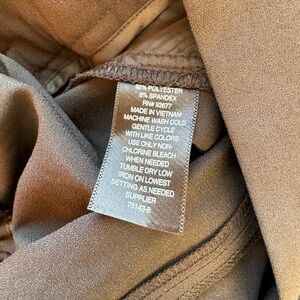 92% POLYESTER
8% SPANDEX
RN# 93677
MADE IN VIETNAM
MACHINE WASH COLD
GENTLE CYCLE
WITH LIKE COLORS
USE ONLY NON-
CHLORINE BLEACH
WHEN NEEDED
TUMBLE DRY LOW
IRON ON LOWEST
SETTING AS NEEDED
SUPPLIER
75143-8